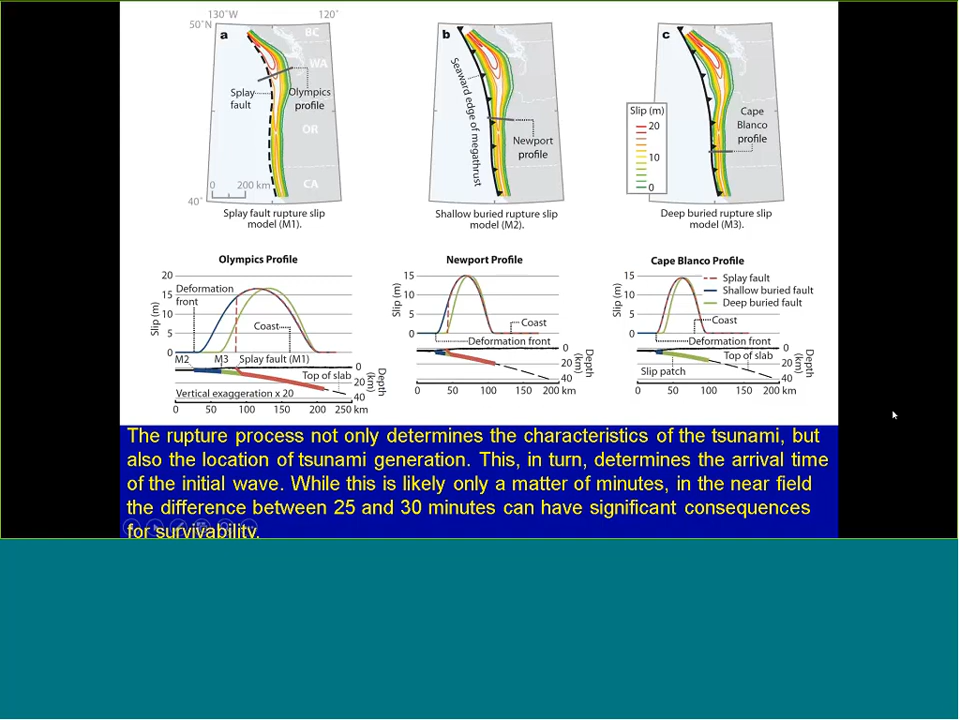 130°W 120°
50°N
a
BC
WA
Olympics
profile
Splay
fault
OR
0 200 km
CA
40°
Splay fault rupture slip
model (M1).
b
Seaward edge of megathrust
Newport
profile
Shallow buried rupture slip
model (M2).
c
Slip (m)
20
10
0
Cape
Blanco
profile
Deep buried rupture slip
model (M3).
Olympics Profile
20
15
10
5
0
Slip (m)
Deformation
front
Coast
M2 M3 Splay fault (M1)
Top of slab
Vertical exaggeration x 20
0
20
40
Depth
(km)
0 50 100 150 200 250 km
Newport Profile
15
10
5
0
Slip (m)
Coast
Deformation front
0
20
40
Depth
(km)
0 50 100 150 200 km
Cape Blanco Profile
15
10
5
0
Slip (m)
Splay fault
Shallow buried fault
Deep buried fault
Coast
Deformation front
Top of slab
Slip patch
0
20
40
Depth
(km)
0 50 100 150 200 km
The rupture process not only determines the characteristics of the tsunami, but
also the location of tsunami generation. This, in turn, determines the arrival time
of the initial wave. While this is likely only a matter of minutes, in the near field
the difference between 25 and 30 minutes can have significant consequences
for survivability.